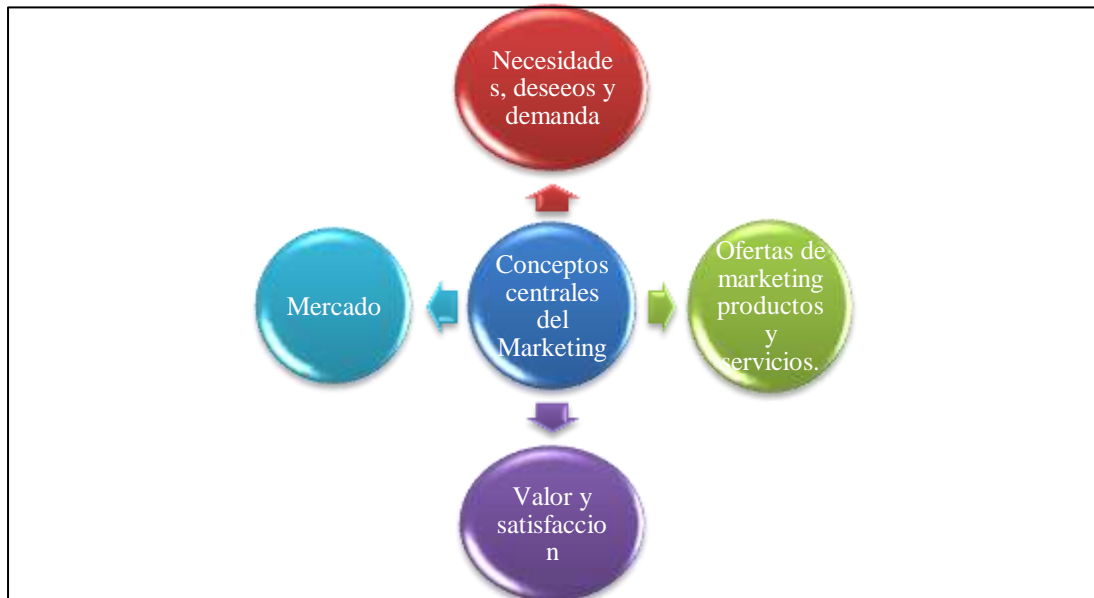 Necesidade
s, deseeos y
demanda
Mercado
Conceptos
centrales
del
Marketing
Ofertas de
marketing
productos
y
servicios.
Valor y
satisfaccio
n